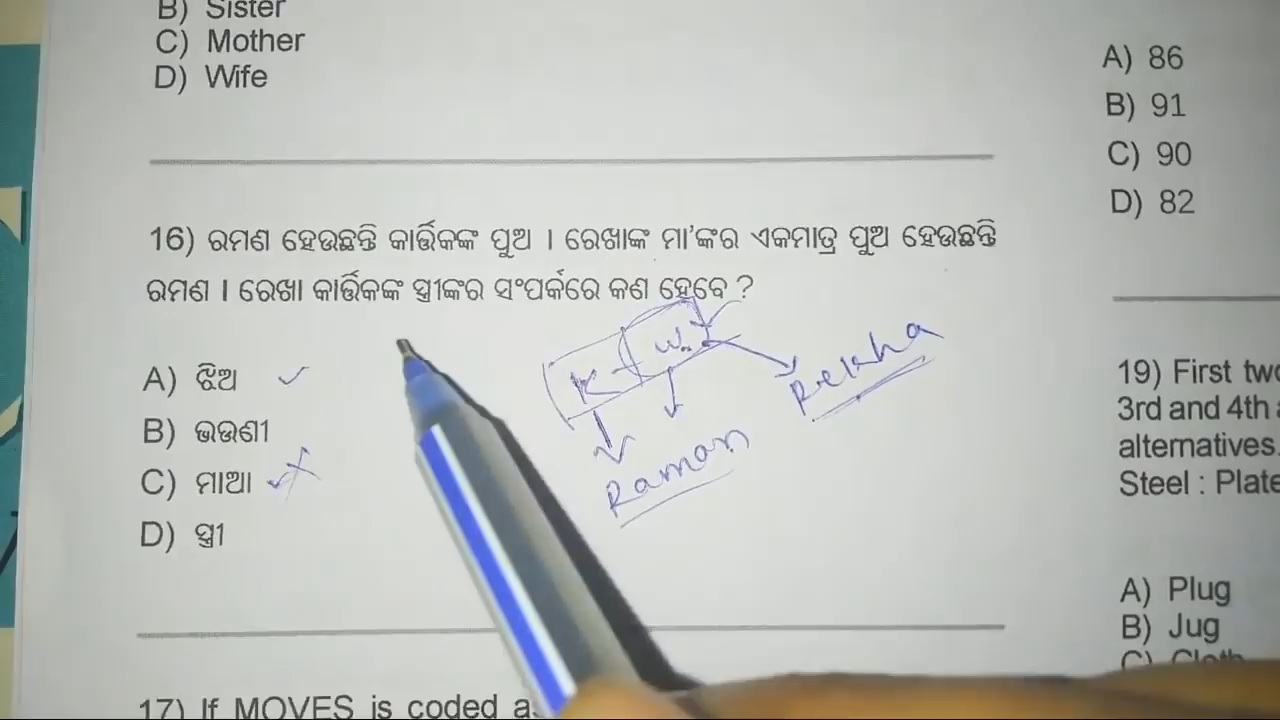 B) Sister
C) Mother
D) Wife
16) ରମଣ ହେଉଛନ୍ତି କାର୍ତ୍ତିକଙ୍କ ପୁଅ । ରେଖାଙ୍କ ମା'ଙ୍କର ଏକମାତ୍ର ପୁଅ ହେଉଛନ୍ତି
ରମଣ । ରେଖା କାର୍ତ୍ତିକଙ୍କ ସ୍ତ୍ରୀଙ୍କର ସଂପର୍କରେ କଣ ହେବେ ?
A) ଝିଅ
B) ଭଉଣୀ
C) ମାଆ
D) ସ୍ତ୍ରୀ
K
W
Raman
Rekha
17) If MOVES is coded a
A) 86
B) 91
C) 90
D) 82
19) First two
3rd and 4th
alternatives.
Steel : Plate
A) Plug
B) Jug
C) Cloth